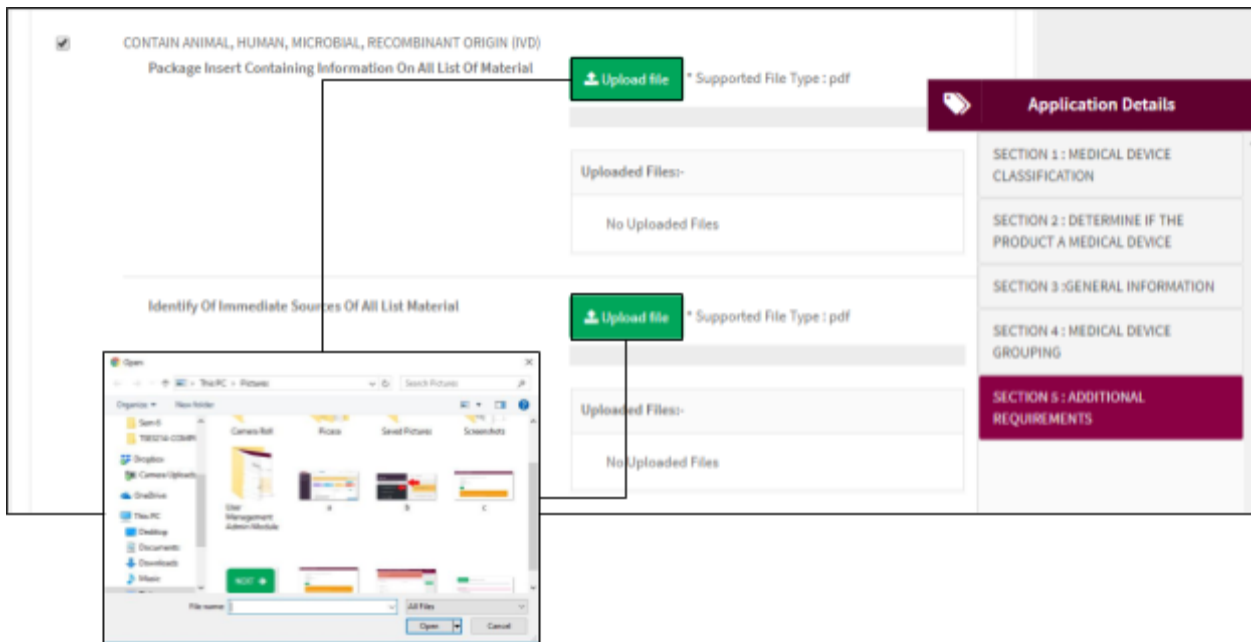 CONTAIN ANIMAL, HUMAN, MICROBIAL, RECOMBINANT ORIGIN (IVD)
Package Insert Containing Information On All List Of Material
Upload file * Supported File Type : pdf
Uploaded Files:-
No Uploaded Files
Identify Of Immediate Sources Of All List Material
Upload file * Supported File Type : pdf
Uploaded Files:-
No Uploaded Files
Application Details
SECTION 1 : MEDICAL DEVICE
CLASSIFICATION
SECTION 2 : DETERMINE IF THE
PRODUCT A MEDICAL DEVICE
SECTION 3 :GENERAL INFORMATION
SECTION 4 : MEDICAL DEVICE
GROUPING
SECTION 5 : ADDITIONAL
REQUIREMENTS
Open
This PC > Pictures
Search Pictures
Organize
New folder
Sem 6
Dropbox
Camera Uploads
OneDrive
This PC
Desktop
Documents
Downloads
Music
Camera Roll
Picasa
Saved Pictures
Screenshots
User
Management
Admin Module
a
b
c
NEXT
File name:
All Files
Open
Cancel